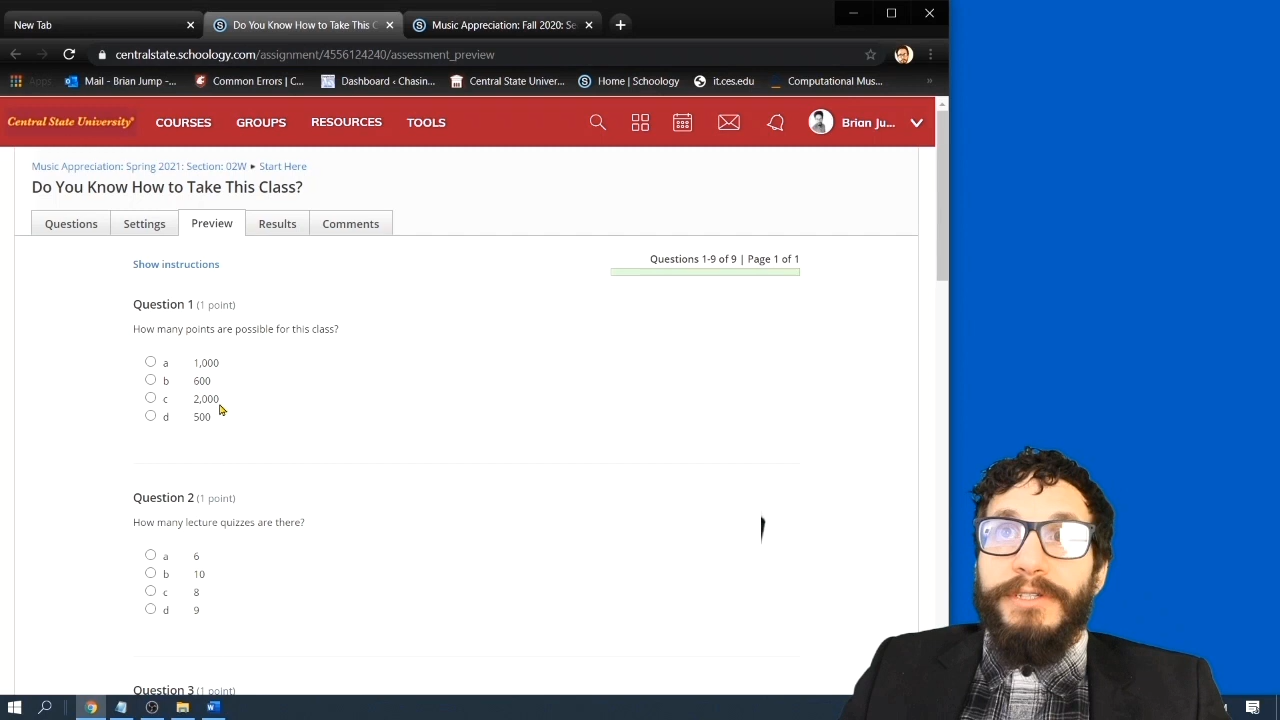 New Tab
Do You Know How to Take This C
Music Appreciation: Fall 2020: Se
centralstate.schoology.com/assignment/4556124240/assessment_preview
Apps
Mail - Brian Jump -...
Common Errors | C...
Dashboard ‹ Chasin...
Central State Univer...
Home | Schoology
it.ces.edu
Computational Mus...
»
Central State University
COURSES
GROUPS
RESOURCES
TOOLS
Brian Ju...
Music Appreciation: Spring 2021: Section: 02W ▸ Start Here
Do You Know How to Take This Class?
Questions
Settings
Preview
Results
Comments
Show instructions
Questions 1-9 of 9 | Page 1 of 1
Question 1 (1 point)
How many points are possible for this class?
a 1,000
b 600
c 2,000
d 500
Question 2 (1 point)
How many lecture quizzes are there?
a 6
b 10
c 8
d 9
Question 3 (1 point)